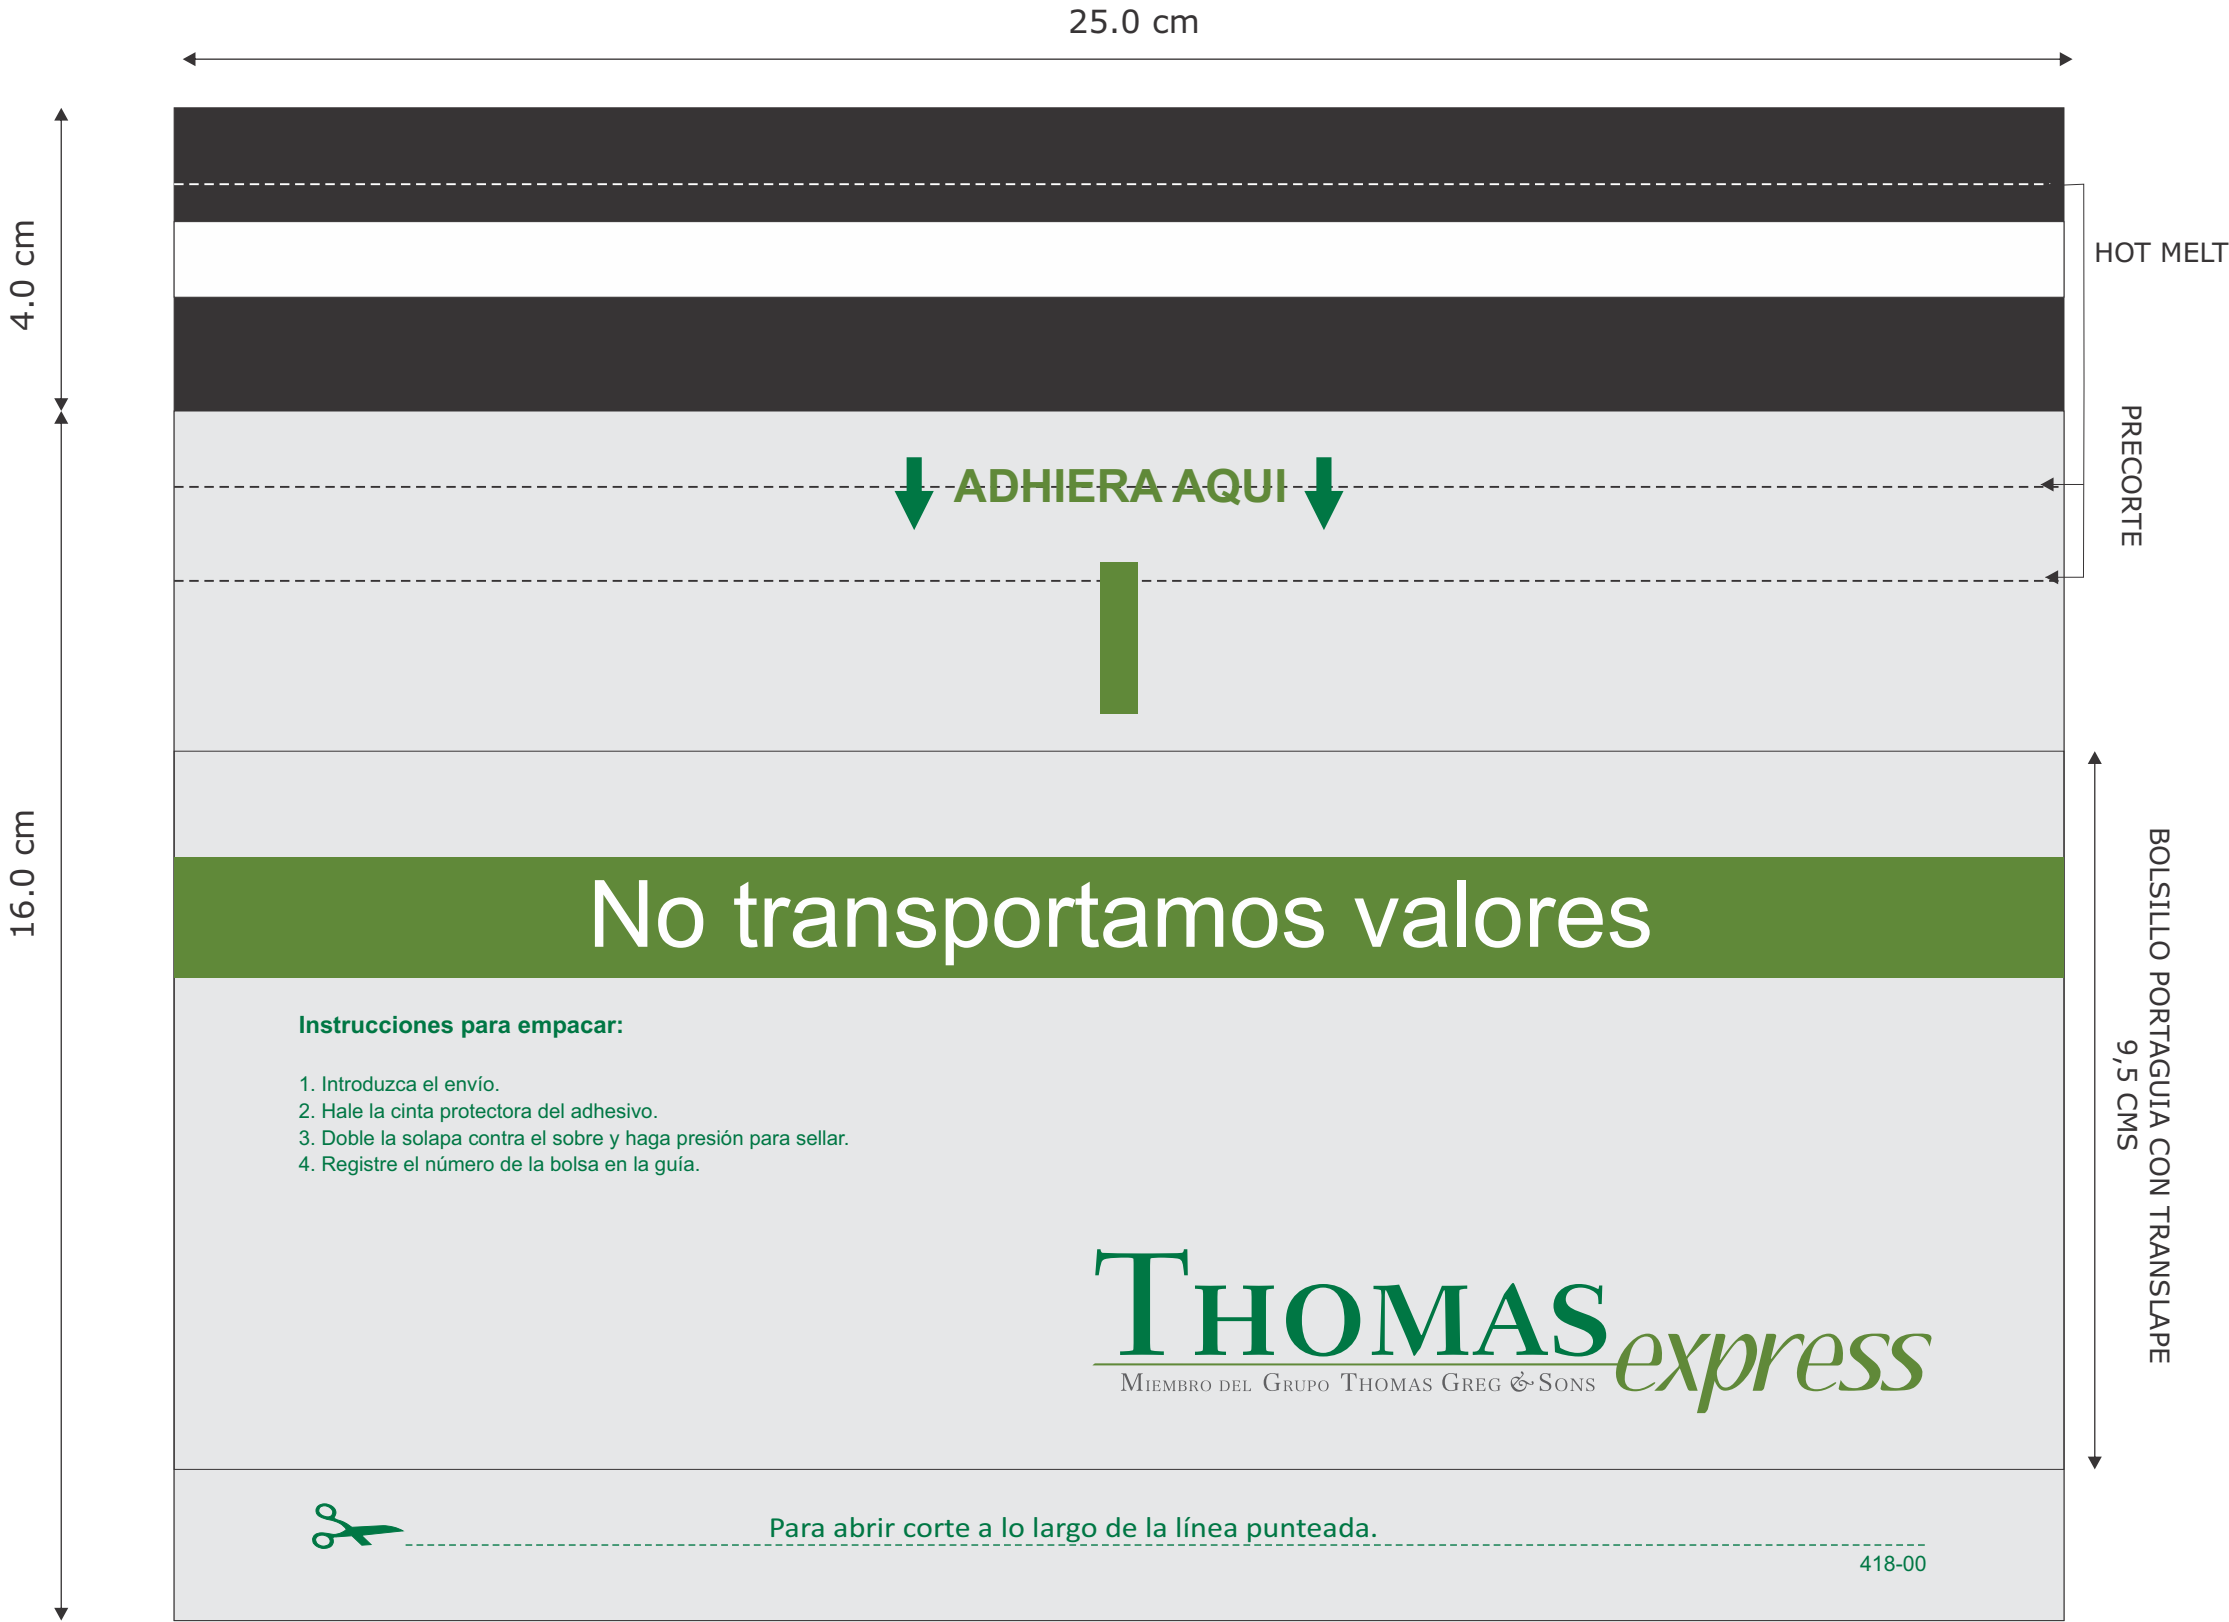 25.0 cm
4.0 cm
HOT MELT
PRECORTE
ADHIERA AQUI
16.0 cm
No transportamos valores
BOLSILLO PORTAGUIA CON TRANSLAPE
9,5 CMS
Instrucciones para empacar:
1. Introduzca el envío.
2. Hale la cinta protectora del adhesivo.
3. Doble la solapa contra el sobre y haga presión para sellar.
4. Registre el número de la bolsa en la guía.
THOMAS express
MIEMBRO DEL GRUPO THOMAS GREG & SONS
Para abrir corte a lo largo de la línea punteada.
418-00